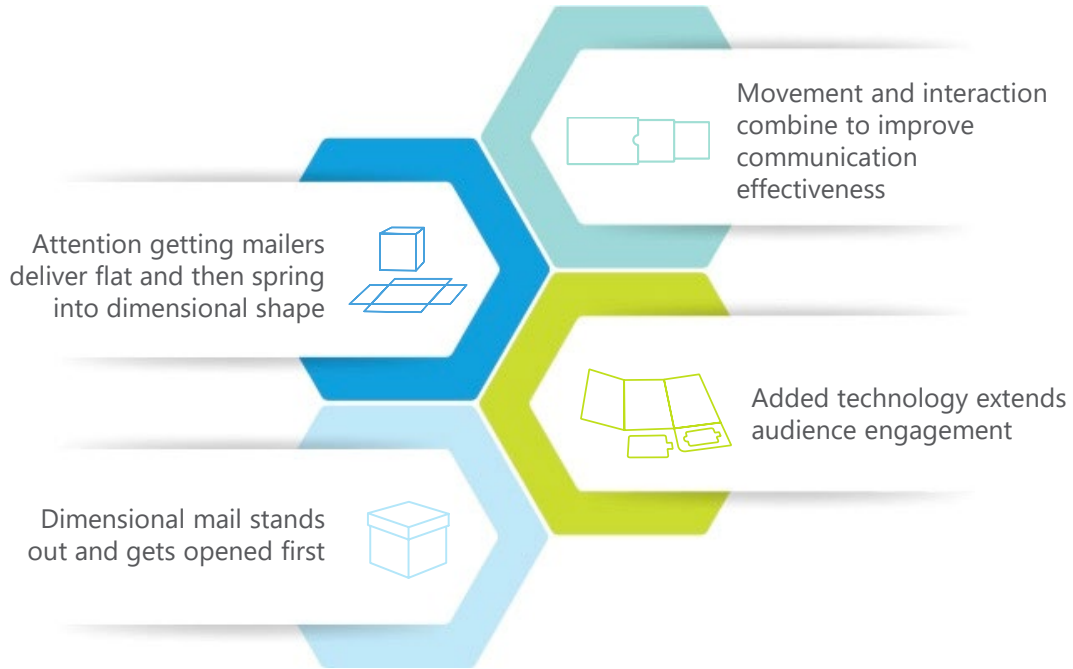 Movement and interaction
combine to improve
communication
effectiveness
Attention getting mailers
deliver flat and then spring
into dimensional shape
Added technology extends
audience engagement
Dimensional mail stands
out and gets opened first